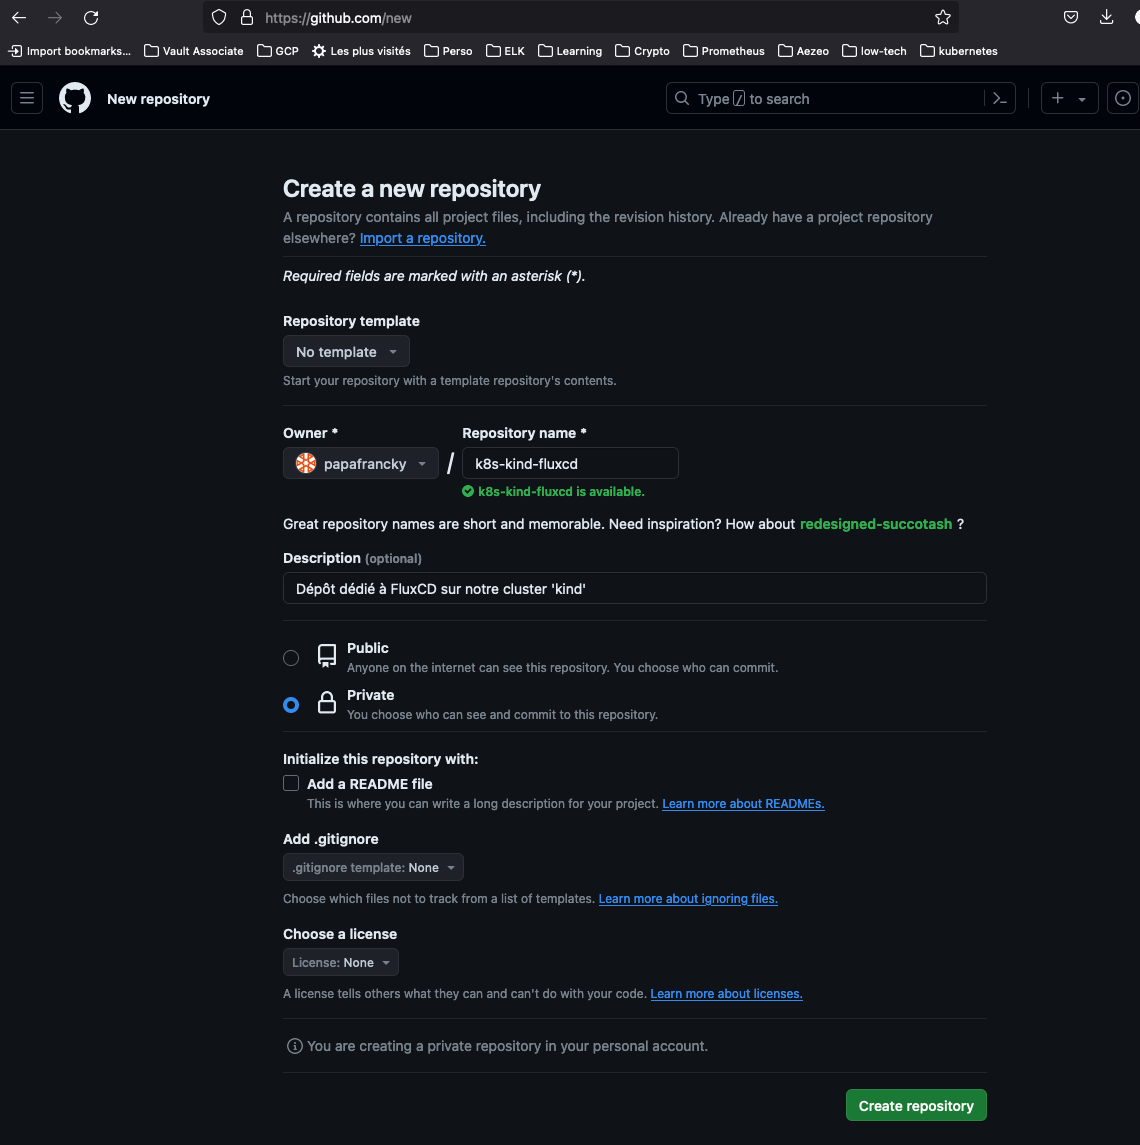 https://github.com/new
Import bookmarks... Vault Associate GCP Les plus visités Perso ELK Learning Crypto Prometheus Aezeo low-tech kubernetes
New repository
Type / to search
Create a new repository
A repository contains all project files, including the revision history. Already have a project repository
elsewhere? Import a repository.
Required fields are marked with an asterisk (*).
Repository template
No template
Start your repository with a template repository's contents.
Owner * Repository name *
papafrancky / k8s-kind-fluxcd
k8s-kind-fluxcd is available.
Great repository names are short and memorable. Need inspiration? How about redesigned-succotash ?
Description (optional)
Dépôt dédié à FluxCD sur notre cluster 'kind'
Public
Anyone on the internet can see this repository. You choose who can commit.
Private
You choose who can see and commit to this repository.
Initialize this repository with:
Add a README file
This is where you can write a long description for your project. Learn more about READMEs.
Add .gitignore
.gitignore template: None
Choose which files not to track from a list of templates. Learn more about ignoring files.
Choose a license
License: None
A license tells others what they can and can't do with your code. Learn more about licenses.
You are creating a private repository in your personal account.
Create repository